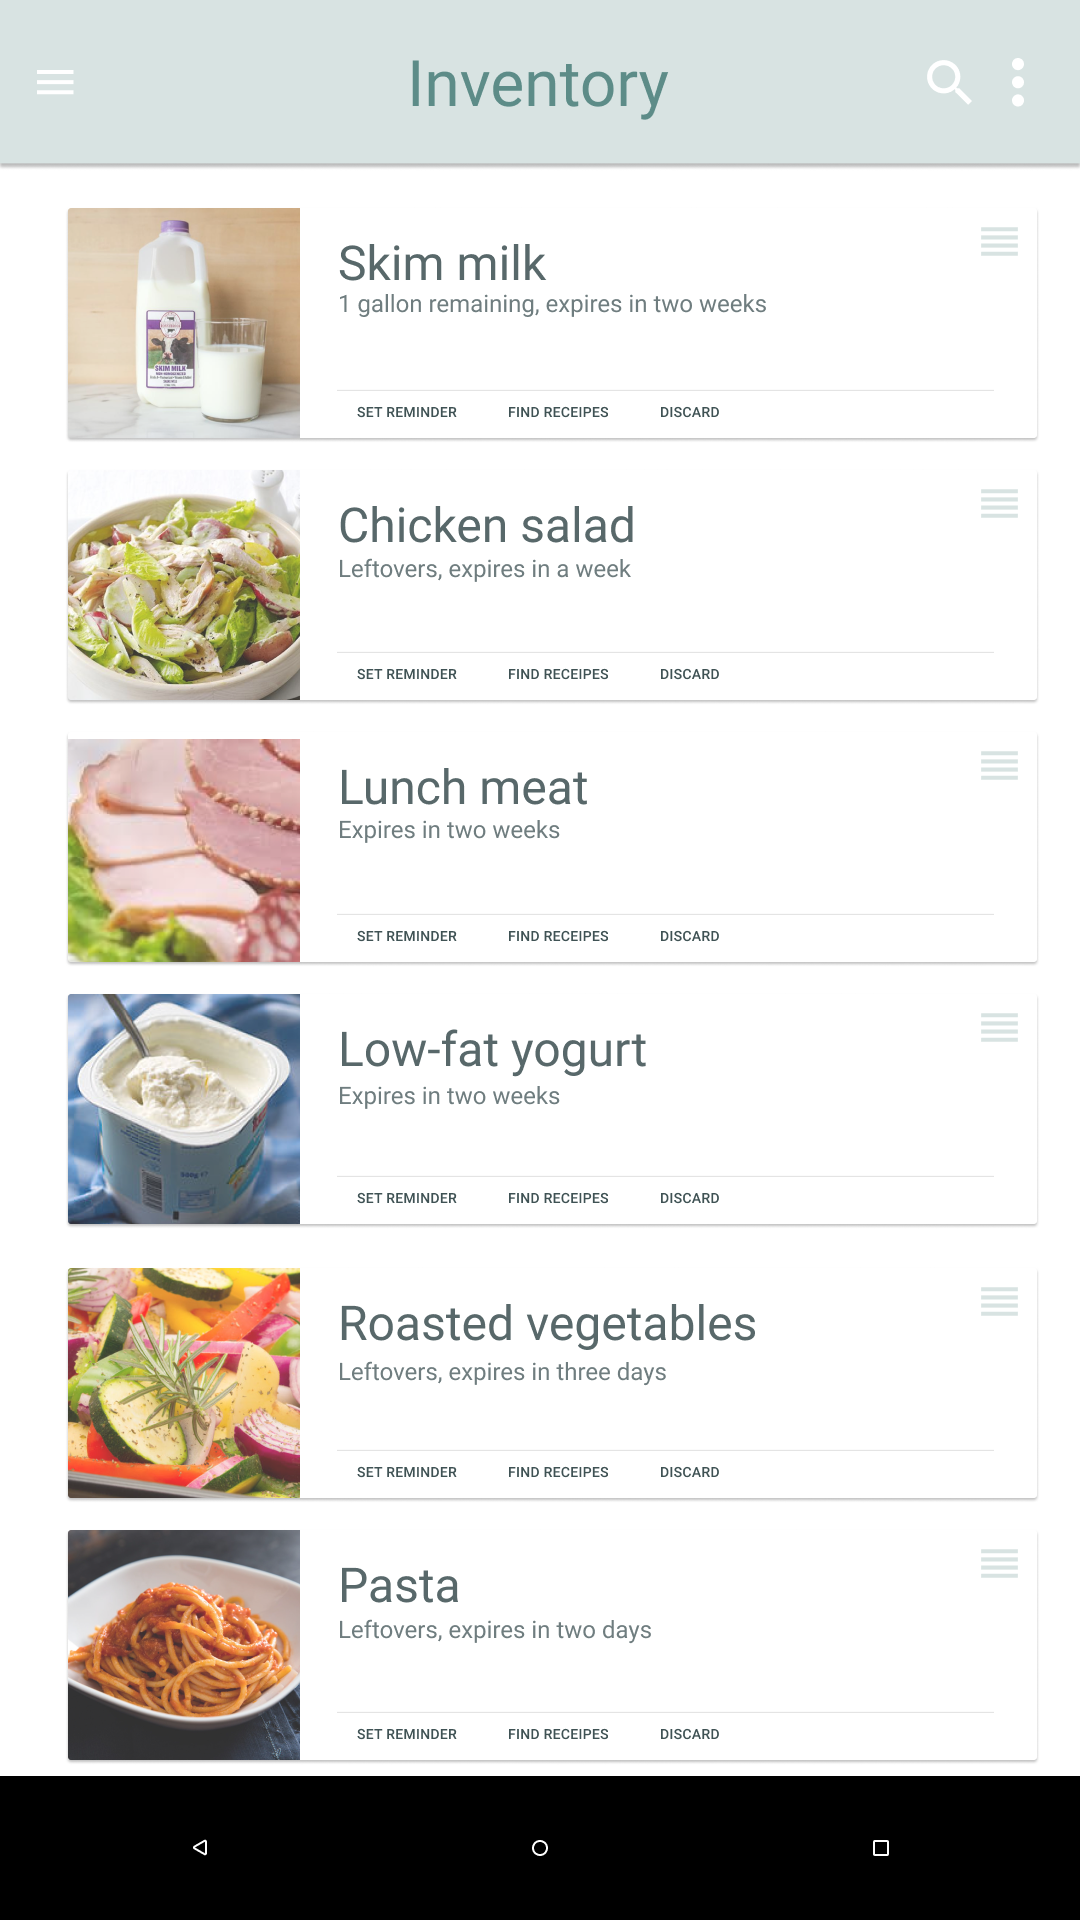 Inventory
Skim milk
1 gallon remaining, expires in two weeks
SKIM MILK
SET REMINDER FIND RECEIPES DISCARD
Chicken salad
Leftovers, expires in a week
SET REMINDER FIND RECEIPES DISCARD
Lunch meat
Expires in two weeks
SET REMINDER FIND RECEIPES DISCARD
Low-fat yogurt
Expires in two weeks
500g
SET REMINDER FIND RECEIPES DISCARD
Roasted vegetables
Leftovers, expires in three days
SET REMINDER FIND RECEIPES DISCARD
Pasta
Leftovers, expires in two days
SET REMINDER FIND RECEIPES DISCARD